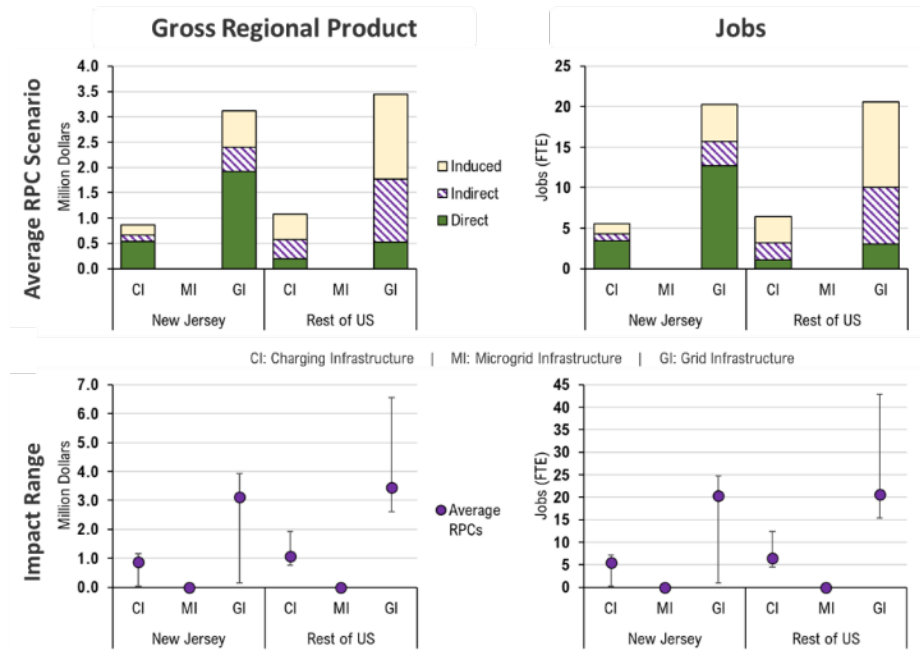 Gross Regional Product
Jobs
Average RPC Scenario
Million Dollars
4.0
3.5
3.0
2.5
2.0
1.5
1.0
0.5
0.0
CI MI GI CI MI GI
New Jersey Rest of US
Induced
Indirect
Direct
Jobs (FTE)
25
20
15
10
5
0
CI MI GI CI MI GI
New Jersey Rest of US
CI: Charging Infrastructure | MI: Microgrid Infrastructure | GI: Grid Infrastructure
Impact Range
Million Dollars
7.0
6.0
5.0
4.0
3.0
2.0
1.0
0.0
CI MI GI CI MI GI
New Jersey Rest of US
Average
RPCs
Jobs (FTE)
45
40
35
30
25
20
15
10
5
0
CI MI GI CI MI GI
New Jersey Rest of US